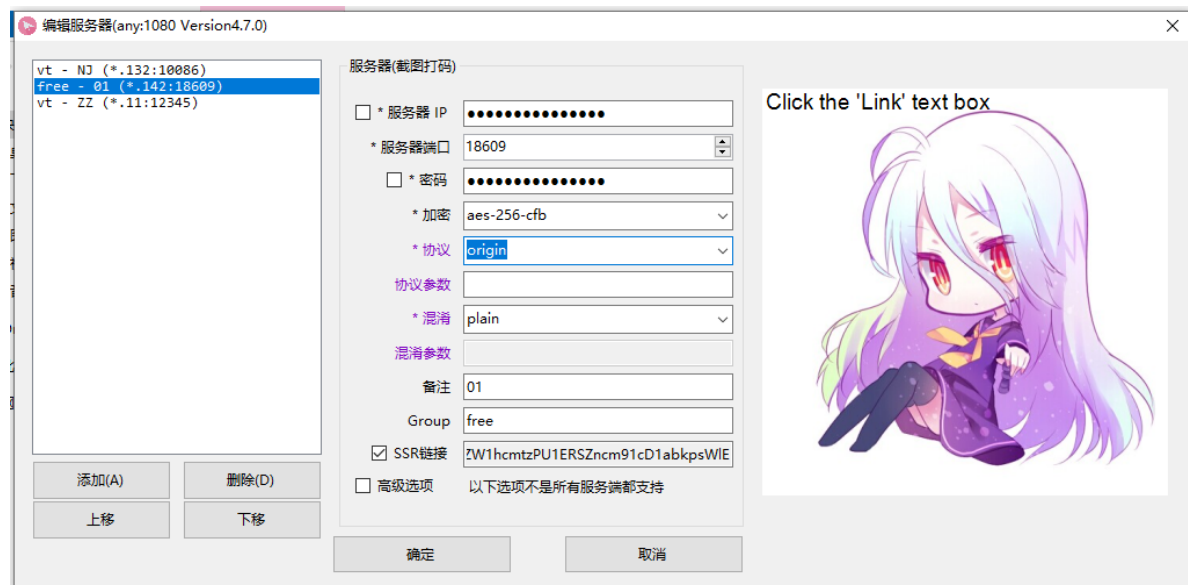 编辑服务器(any:1080 Version4.7.0)
vt - NJ (*.132:10086)
free - 01 (*.142:18609)
vt - ZZ (*.11:12345)
添加(A)
删除(D)
上移
下移
服务器(截图打码)
* 服务器 IP ●●●●●●●●●●●●●●●
* 服务器端口 18609
* 密码 ●●●●●●●●●●●●●●●
* 加密 aes-256-cfb
* 协议 origin
协议参数
* 混淆 plain
混淆参数
备注 01
Group free
SSR链接 ZW1hcmtzPU1ERSZncm91cD1abkpsWlE
高级选项 以下选项不是所有服务端都支持
确定
取消
Click the 'Link' text box